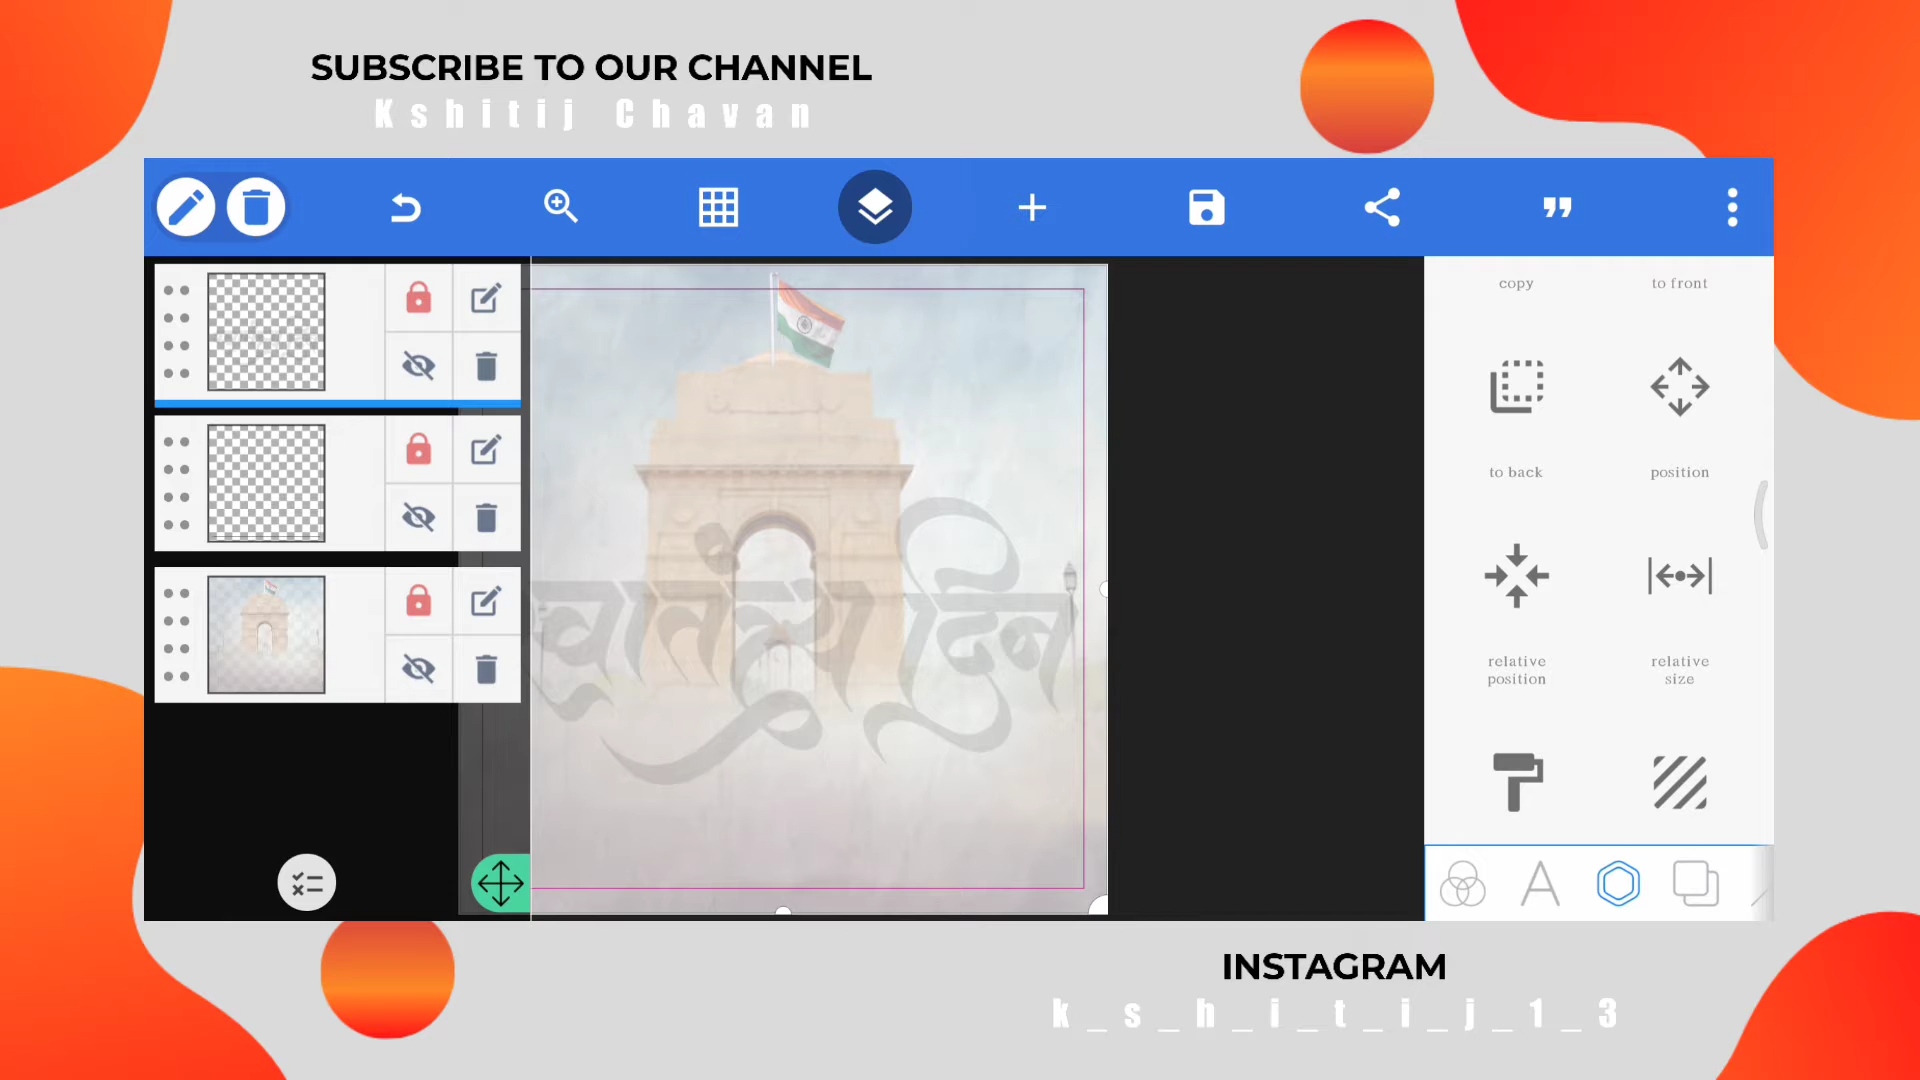 SUBSCRIBE TO OUR CHANNEL
Kshitij Chavan
copy
to front
to back
position
relative
position
relative
size
स्वातंत्र्य दिन
INSTAGRAM
k_s_h_i_t_i_j_1_3